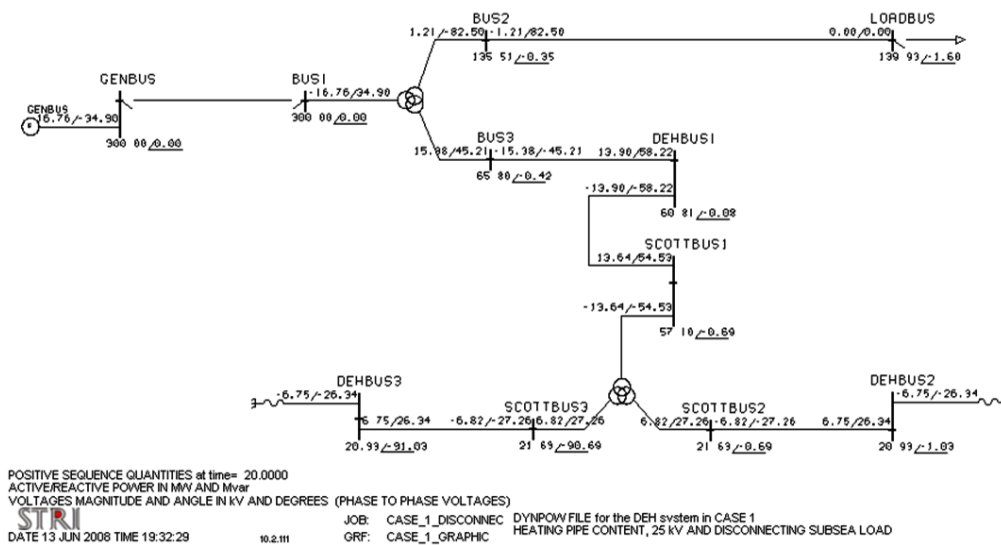 BUS2
LOADBUS
1.21/-82.50 -1.21/82.50
0.00/0.00
135 51/-0.35
139 93/-1.60
GENBUS
BUS1
GENBUS
16.76/-34.90
-16.76/34.90
300 00/0.00
300 00/0.00
BUS3
DEHBUS1
15.38/45.21 -15.38/-45.21
13.90/58.22
65 80/-0.42
-13.90/-58.22
60 81/-0.08
SCOTTBUS1
13.64/54.53
-13.64/-54.53
57 10/-0.69
DEHBUS3
DEHBUS2
-6.75/-26.34
-6.75/-26.34
SCOTTBUS3
SCOTTBUS2
6 75/26.34
-6.82/-27.26 6.82/27.26
6.82/27.26 -6.82/-27.26
6.75/26.34
20.99/-91.03
21 69/-90.69
21 69/-0.69
20 99/-1.03
POSITIVE SEQUENCE QUANTITIES at time= 20.0000
ACTIVE/REACTIVE POWER IN MW AND Mvar
VOLTAGES MAGNITUDE AND ANGLE IN kV AND DEGREES (PHASE TO PHASE VOLTAGES)
STRI
JOB: CASE_1_DISCONNEC DYNPOW FILE for the DEH system in CASE 1
DATE 13 JUN 2008 TIME 19:32:29 10.2.111 GRF: CASE_1_GRAPHIC HEATING PIPE CONTENT, 25 kV AND DISCONNECTING SUBSEA LOAD